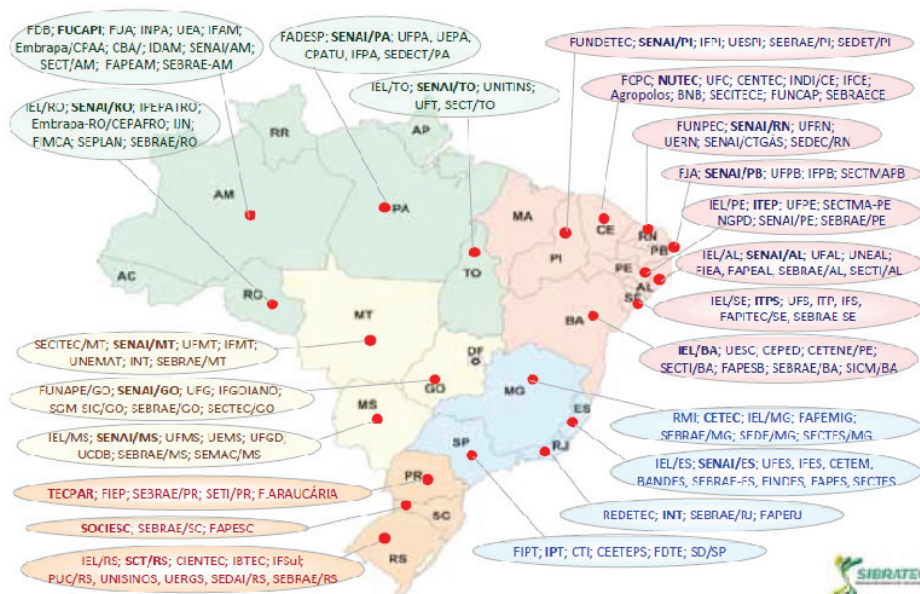 FDB; FUCAPI; FUA; INPA; UEA; IFAM;
Embrapa/CPAA; CBA/; IDAM; SENAI/AM;
SECT/AM; FAPEAM; SEBRAE-AM
FADESP; SENAI/PA; UFPA, UEPA,
CPATU, IFPA, SEDECT/PA
IEL/TO; SENAI/TO; UNITINS;
UFT, SECT/TO
FUNDETEC; SENAI/PI; IFPI; UESPI; SEBRAE/PI; SEDET/PI
FCPC; NUTEC; UFC; CENTEC; INDI/CE; IFCE;
Agropolos; BNB; SECITECE; FUNCAP; SEBRAECE
IEL/RO; SENAI/RO; IPEPATRO;
Embrapa-RO/CEPAFRO; IJN;
FIMCA; SEPLAN; SEBRAE/RO
FUNPEC; SENAI/RN; UFRN;
UERN; SENAI/CTGÁS; SEDEC/RN
FJA; SENAI/PB; UFPB; IFPB; SECTMAPB
IEL/PE; ITEP; UFPE; SECTMA-PE
NGPD; SENAI/PE; SEBRAE/PE
IEL/AL; SENAI/AL; UFAL; UNEAL;
FIEA, FAPEAL, SEBRAE/AL, SECTI/AL
IEL/SE; ITPS; UFS, ITP, IFS,
FAPITEC/SE, SEBRAE SE
IEL/BA; UESC; CEPED; CETENE/PE;
SECTI/BA; FAPESB; SEBRAE/BA; SICM/BA
SECITEC/MT; SENAI/MT; UFMT; IFMT;
UNEMAT; INT; SEBRAE/MT
FUNAPE/GO; SENAI/GO; UFG; IFGOIANO;
SGM SIC/GO; SEBRAE/GO; SECTEC/GO
IEL/MS; SENAI/MS; UFMS; UEMS; UFGD;
UCDB; SEBRAE/MS; SEMAC/MS
RMI; CETEC; IEL/MG; FAPEMIG;
SEBRAE/MG; SEDE/MG; SECTES/MG
IEL/ES; SENAI/ES; UFES, IFES, CETEM,
BANDES, SEBRAE-ES, FINDES, FAPES, SECTES
REDETEC; INT; SEBRAE/RJ; FAPERJ
FIPT; IPT; CTI; CEETEPS; FDTE; SD/SP
TECPAR; FIEP; SEBRAE/PR; SETI/PR; F.ARAUCÁRIA
SOCIESC; SEBRAE/SC; FAPESC
IEL/RS; SCT/RS; CIENTEC; IBTEC; IFSul;
PUC/RS, UNISINOS, UERGS, SEDAI/RS, SEBRAE/RS
RR
AP
AM
PA
MA
CE
RN
PB
PI
PE
AL
SE
AC
RO
TO
MT
BA
DF
GO
MG
MS
ES
SP
RJ
PR
SC
RS
SIBRATEC